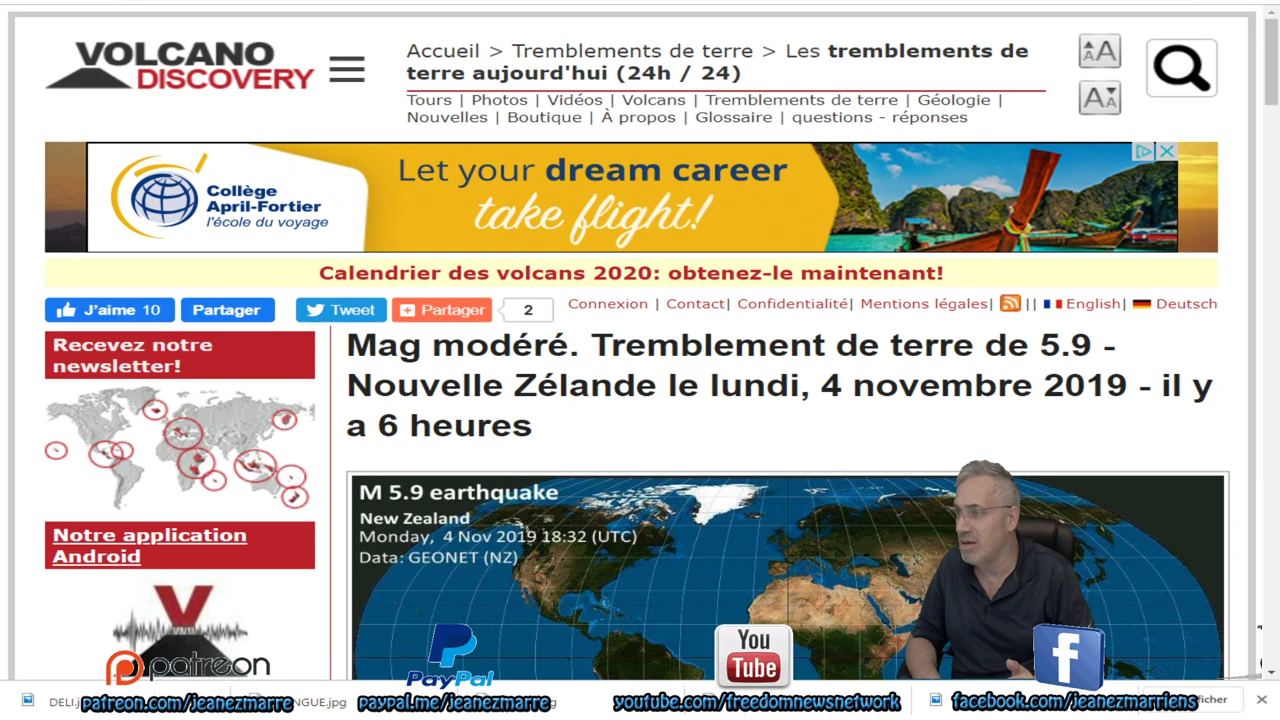 VOLCANO
DISCOVERY
Accueil > Tremblements de terre > Les tremblements de
terre aujourd'hui (24h / 24)
Tours | Photos | Vidéos | Volcans | Tremblements de terre | Géologie |
Nouvelles | Boutique | À propos | Glossaire | questions - réponses
AA
AA
Collège
April-Fortier
l'école du voyage
Let your dream career
take flight!
Calendrier des volcans 2020: obtenez-le maintenant!
J'aime 10
Partager
Tweet
Partager
2
Connexion | Contact| Confidentialité| Mentions légales| || English| Deutsch
Recevez notre
newsletter!
Mag modéré. Tremblement de terre de 5.9 -
Nouvelle Zélande le lundi, 4 novembre 2019 - il y
a 6 heures
M 5.9 earthquake
New Zealand
Monday, 4 Nov 2019 18:32 (UTC)
Data: GEONET (NZ)
Notre application
Android
patreon
PayPal
You
Tube
f
DELI.j
NGUE.jpg
patreon.com/jeanezmarre
paypal.me/jeanezmarre
youtube.com/freedomnewsnetwork
facebook.com/jeanezmarriens